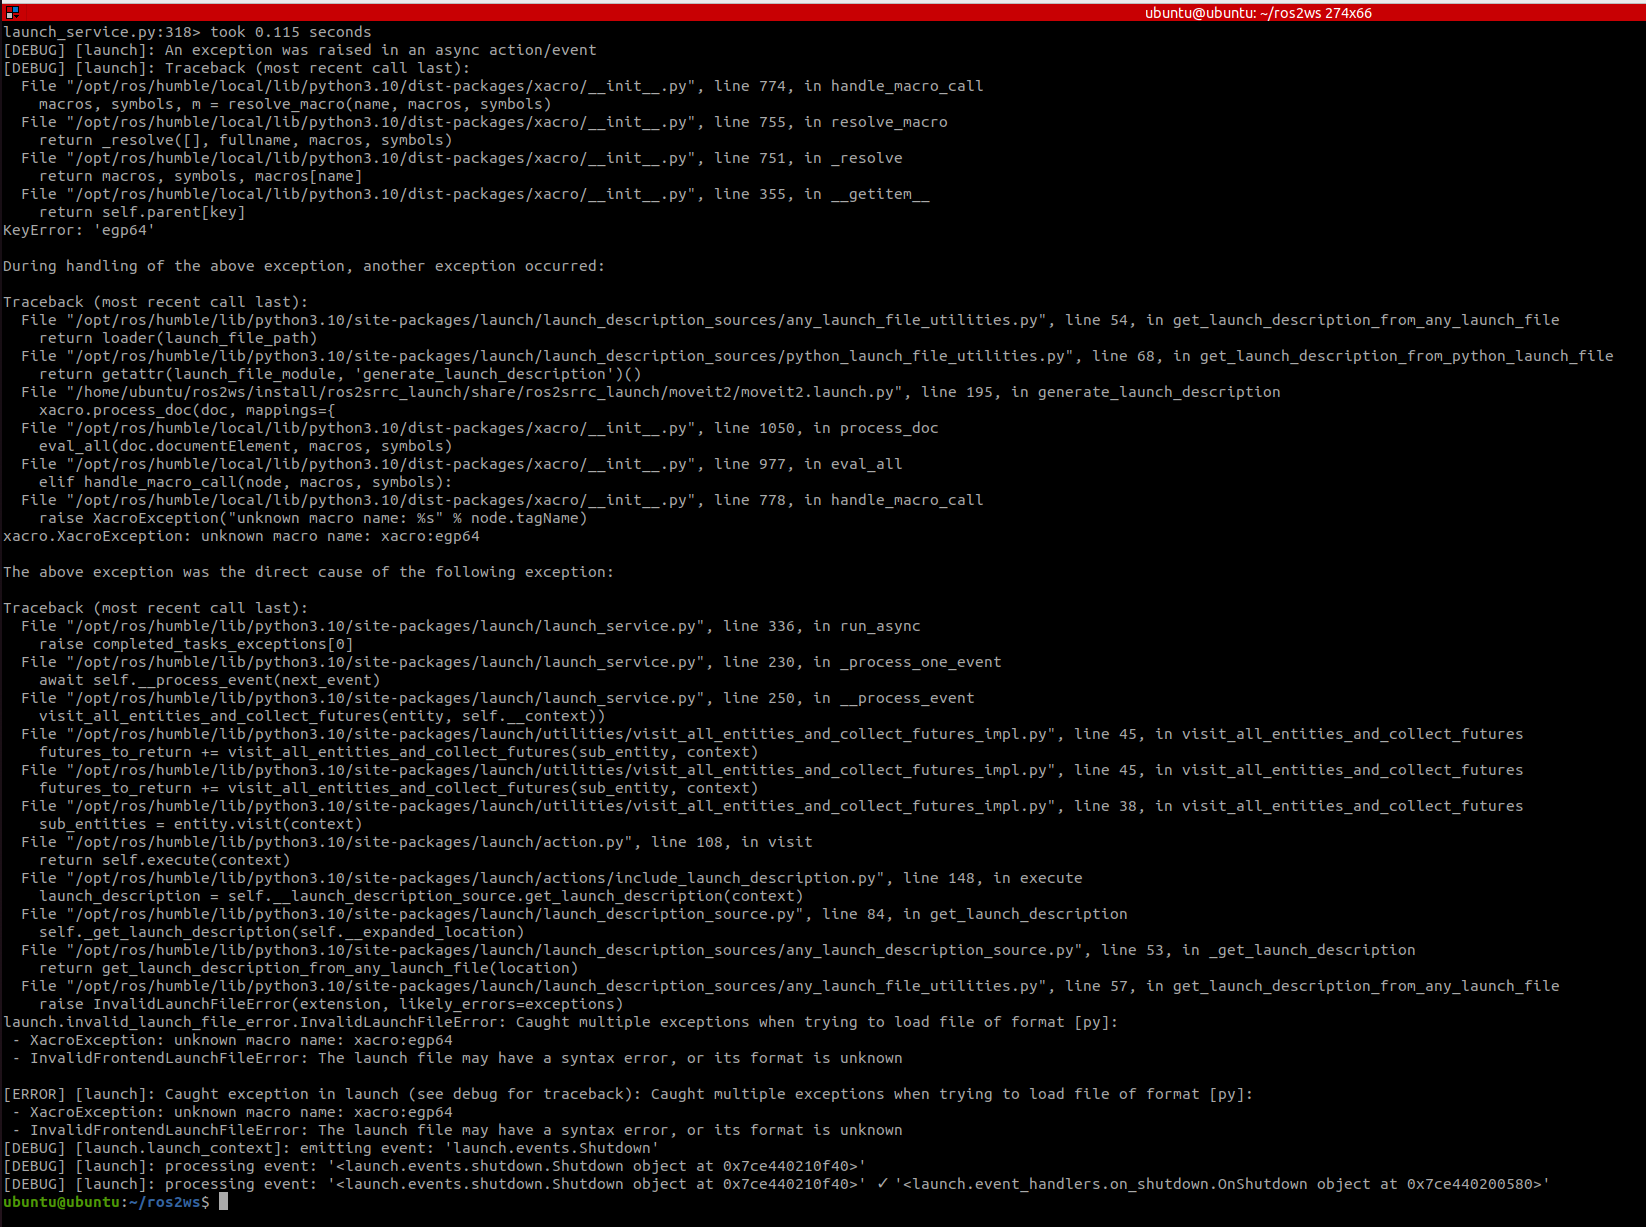 ubuntu@ubuntu: ~/ros2ws 274x66
launch_service.py:318> took 0.115 seconds
[DEBUG] [launch]: An exception was raised in an async action/event
[DEBUG] [launch]: Traceback (most recent call last):
  File "/opt/ros/humble/local/lib/python3.10/dist-packages/xacro/__init__.py", line 774, in handle_macro_call
    macros, symbols, m = resolve_macro(name, macros, symbols)
  File "/opt/ros/humble/local/lib/python3.10/dist-packages/xacro/__init__.py", line 755, in resolve_macro
    return _resolve([], fullname, macros, symbols)
  File "/opt/ros/humble/local/lib/python3.10/dist-packages/xacro/__init__.py", line 751, in _resolve
    return macros, symbols, macros[name]
  File "/opt/ros/humble/local/lib/python3.10/dist-packages/xacro/__init__.py", line 355, in __getitem__
    return self.parent[key]
KeyError: 'egp64'

During handling of the above exception, another exception occurred:

Traceback (most recent call last):
  File "/opt/ros/humble/lib/python3.10/site-packages/launch/launch_description_sources/any_launch_file_utilities.py", line 54, in get_launch_description_from_any_launch_file
    return loader(launch_file_path)
  File "/opt/ros/humble/lib/python3.10/site-packages/launch/launch_description_sources/python_launch_file_utilities.py", line 68, in get_launch_description_from_python_launch_file
    return getattr(launch_file_module, 'generate_launch_description')()
  File "/home/ubuntu/ros2ws/install/ros2srrc_launch/share/ros2srrc_launch/moveit2/moveit2.launch.py", line 195, in generate_launch_description
    xacro.process_doc(doc, mappings={
  File "/opt/ros/humble/local/lib/python3.10/dist-packages/xacro/__init__.py", line 1050, in process_doc
    eval_all(doc.documentElement, macros, symbols)
  File "/opt/ros/humble/local/lib/python3.10/dist-packages/xacro/__init__.py", line 977, in eval_all
    elif handle_macro_call(node, macros, symbols):
  File "/opt/ros/humble/local/lib/python3.10/dist-packages/xacro/__init__.py", line 778, in handle_macro_call
    raise XacroException("unknown macro name: %s" % node.tagName)
xacro.XacroException: unknown macro name: xacro:egp64

The above exception was the direct cause of the following exception:

Traceback (most recent call last):
  File "/opt/ros/humble/lib/python3.10/site-packages/launch/launch_service.py", line 336, in run_async
    raise completed_tasks_exceptions[0]
  File "/opt/ros/humble/lib/python3.10/site-packages/launch/launch_service.py", line 230, in _process_one_event
    await self.__process_event(next_event)
  File "/opt/ros/humble/lib/python3.10/site-packages/launch/launch_service.py", line 250, in __process_event
    visit_all_entities_and_collect_futures(entity, self.__context))
  File "/opt/ros/humble/lib/python3.10/site-packages/launch/utilities/visit_all_entities_and_collect_futures_impl.py", line 45, in visit_all_entities_and_collect_futures
    futures_to_return += visit_all_entities_and_collect_futures(sub_entity, context)
  File "/opt/ros/humble/lib/python3.10/site-packages/launch/utilities/visit_all_entities_and_collect_futures_impl.py", line 45, in visit_all_entities_and_collect_futures
    futures_to_return += visit_all_entities_and_collect_futures(sub_entity, context)
  File "/opt/ros/humble/lib/python3.10/site-packages/launch/utilities/visit_all_entities_and_collect_futures_impl.py", line 38, in visit_all_entities_and_collect_futures
    sub_entities = entity.visit(context)
  File "/opt/ros/humble/lib/python3.10/site-packages/launch/action.py", line 108, in visit
    return self.execute(context)
  File "/opt/ros/humble/lib/python3.10/site-packages/launch/actions/include_launch_description.py", line 148, in execute
    launch_description = self.__launch_description_source.get_launch_description(context)
  File "/opt/ros/humble/lib/python3.10/site-packages/launch/launch_description_source.py", line 84, in get_launch_description
    self._get_launch_description(self.__expanded_location)
  File "/opt/ros/humble/lib/python3.10/site-packages/launch/launch_description_sources/any_launch_description_source.py", line 53, in _get_launch_description
    return get_launch_description_from_any_launch_file(location)
  File "/opt/ros/humble/lib/python3.10/site-packages/launch/launch_description_sources/any_launch_file_utilities.py", line 57, in get_launch_description_from_any_launch_file
    raise InvalidLaunchFileError(extension, likely_errors=exceptions)
launch.invalid_launch_file_error.InvalidLaunchFileError: Caught multiple exceptions when trying to load file of format [py]:
 - XacroException: unknown macro name: xacro:egp64
 - InvalidFrontendLaunchFileError: The launch file may have a syntax error, or its format is unknown

[ERROR] [launch]: Caught exception in launch (see debug for traceback): Caught multiple exceptions when trying to load file of format [py]:
 - XacroException: unknown macro name: xacro:egp64
 - InvalidFrontendLaunchFileError: The launch file may have a syntax error, or its format is unknown
[DEBUG] [launch.launch_context]: emitting event: 'launch.events.Shutdown'
[DEBUG] [launch]: processing event: '<launch.events.shutdown.Shutdown object at 0x7ce440210f40>'
[DEBUG] [launch]: processing event: '<launch.events.shutdown.Shutdown object at 0x7ce440210f40>' ✓ '<launch.event_handlers.on_shutdown.OnShutdown object at 0x7ce440200580>'
ubuntu@ubuntu:~/ros2ws$